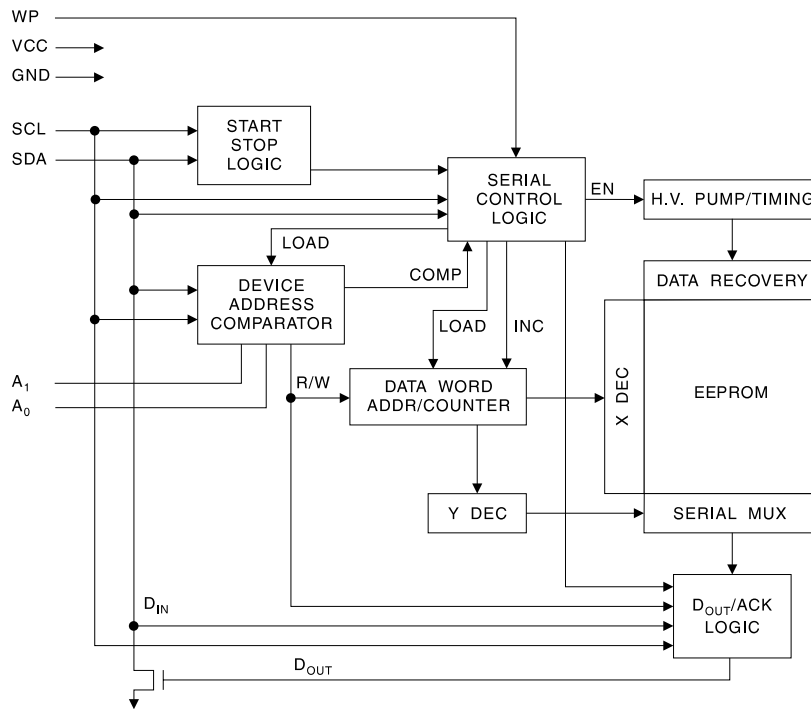 WP
VCC
GND
SCL
SDA
START
STOP
LOGIC
SERIAL
CONTROL
LOGIC
EN
H.V. PUMP/TIMING
LOAD
COMP
DEVICE
ADDRESS
COMPARATOR
DATA RECOVERY
LOAD
INC
A1
A0
R/W
DATA WORD
ADDR/COUNTER
X DEC
EEPROM
Y DEC
SERIAL MUX
DIN
DOUT/ACK
LOGIC
DOUT